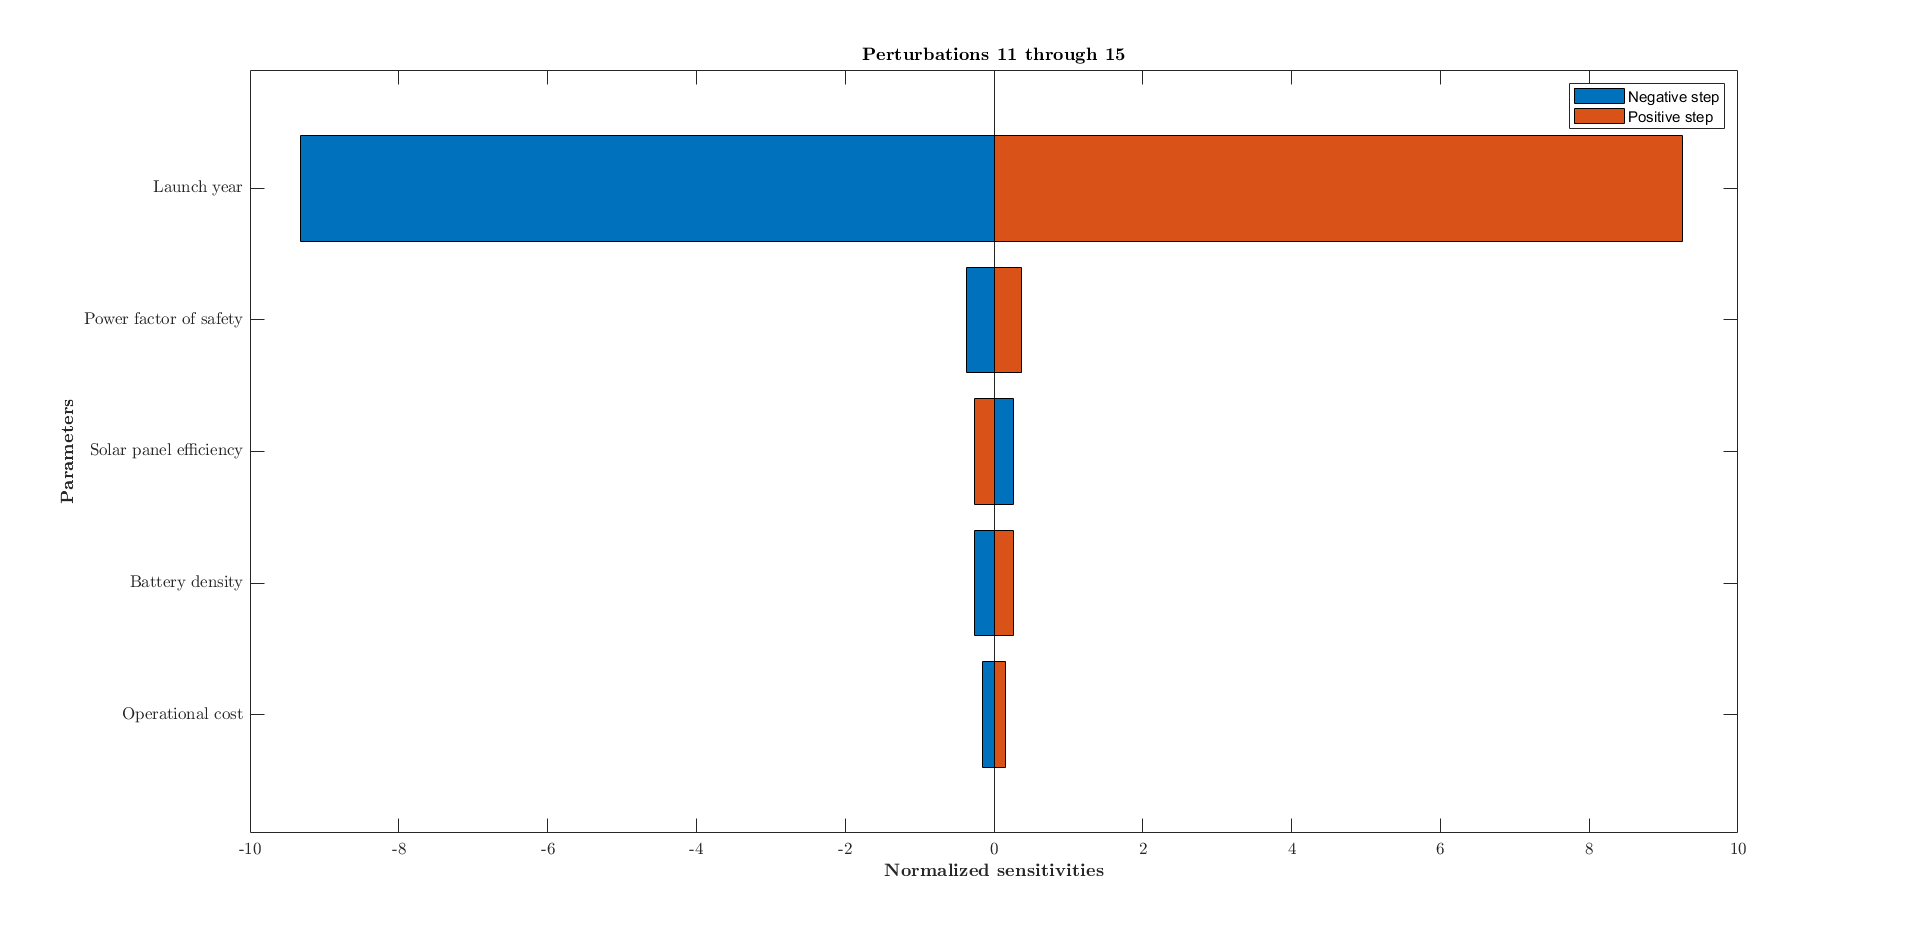 Perturbations 11 through 15
Negative step
Positive step
Launch year
Power factor of safety
Solar panel efficiency
Battery density
Operational cost
Parameters
-10 -8 -6 -4 -2 0 2 4 6 8 10
Normalized sensitivities